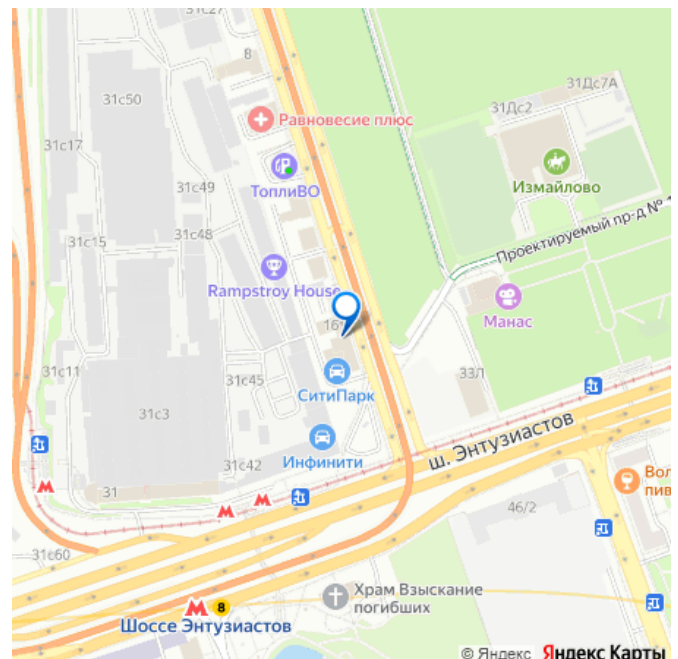 31с27
8
31с50
31Дс7А
31Дс2
Равновесие плюс
31с17
ТоплиВО
31с49
Измайлово
31с48
31с15
Проектируемый пр-д №
Rampstroy House
Манас
16
31с11
33Л
31с45
СитиПарк
31с3
ш. Энтузиастов
31с42
Инфинити
Вол
пив
31
46/2
31с60
8
Шоссе Энтузиастов
Храм Взыскание
погибших
© Яндекс Яндекс Карты